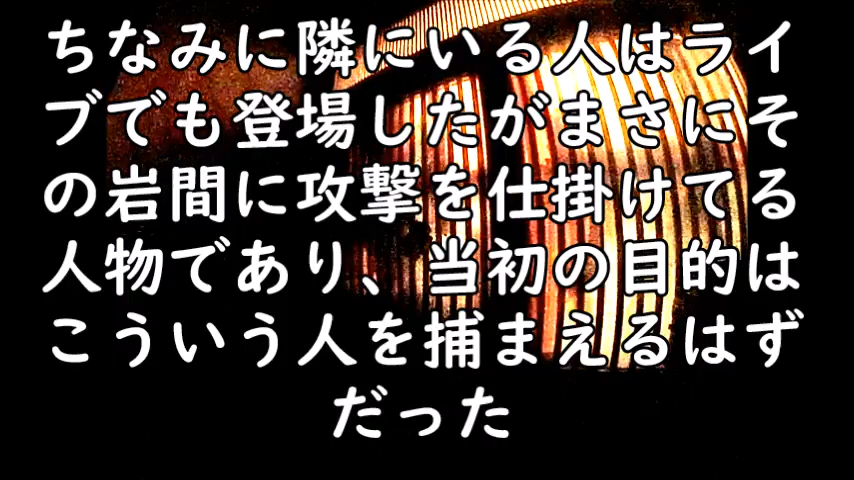 ちなみに隣にいる人はライ
ブでも登場したがまさにそ
の岩間に攻撃を仕掛けてる
人物であり、当初の目的は
こういう人を捕まえるはず
だった